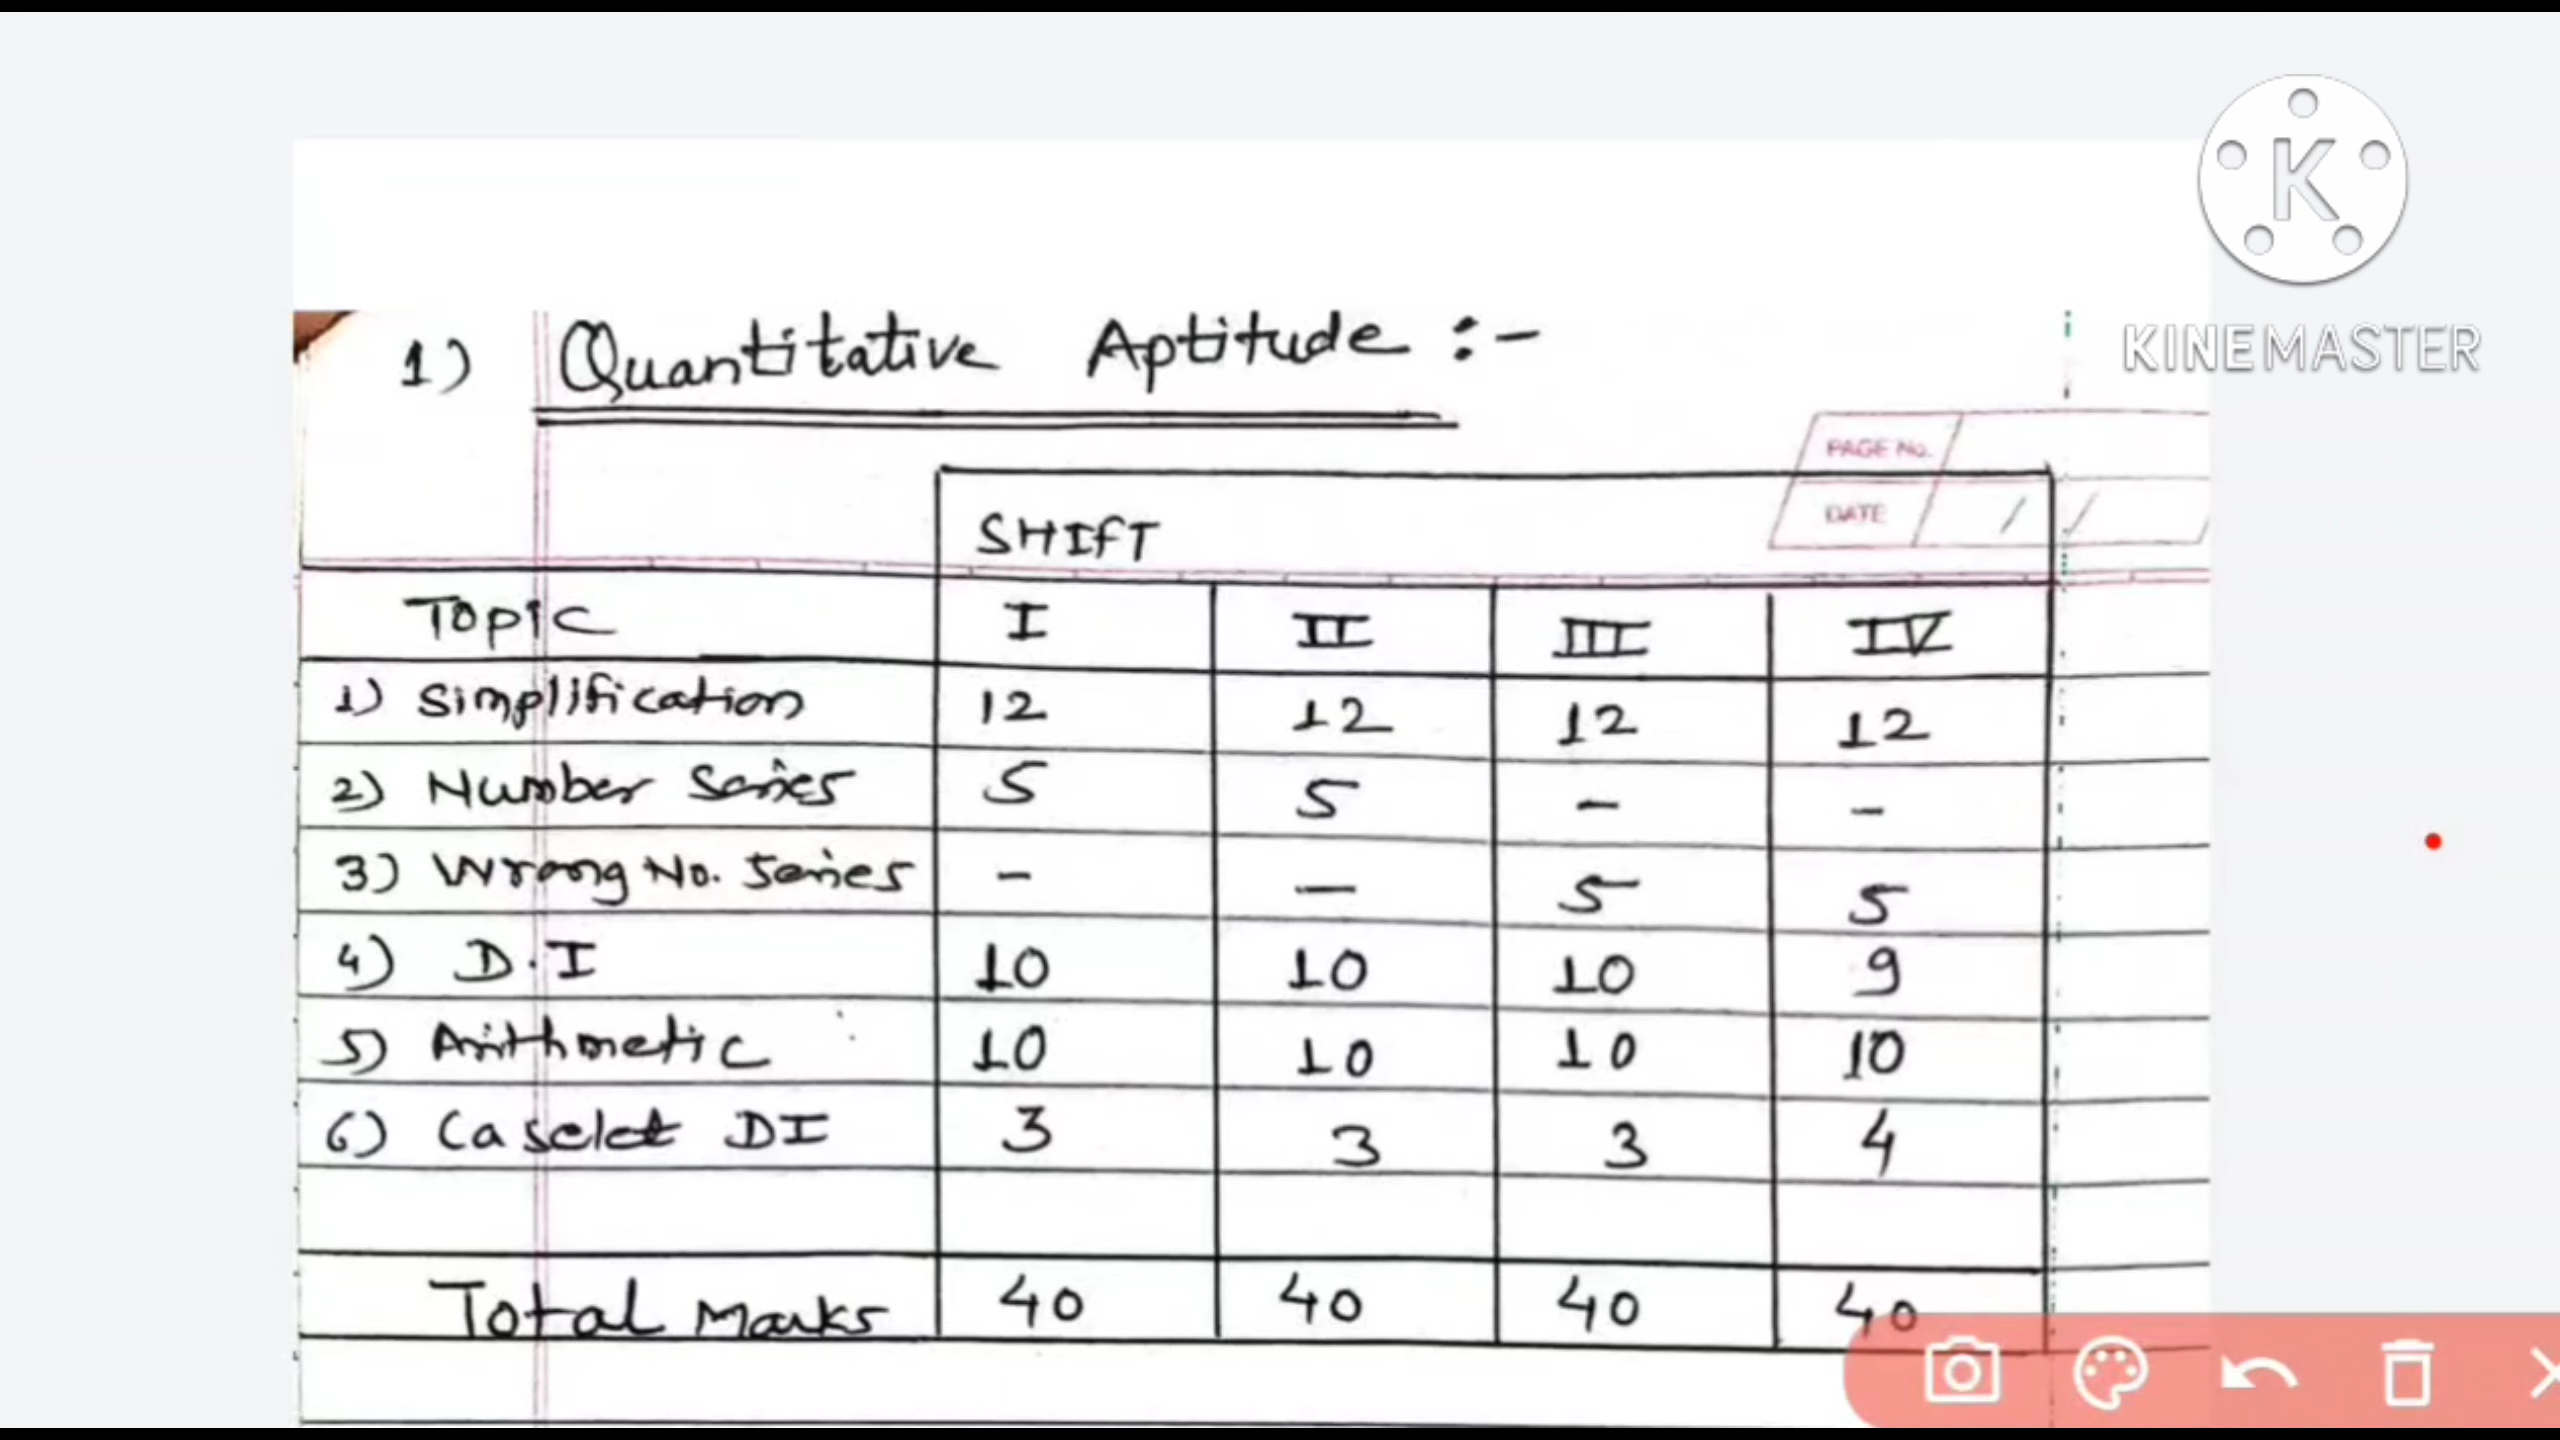 KINEMASTER
1) Quantitative Aptitude :-
PAGE No.
DATE / /
SHIFT
Topic I II III IV
1) Simplification 12 12 12 12
2) Number Series 5 5 - -
3) Wrong No. Series - - 5 5
4) D.I 10 10 10 9
5) Arithmetic 10 10 10 10
6) Caselet DI 3 3 3 4
Total Marks 40 40 40 40